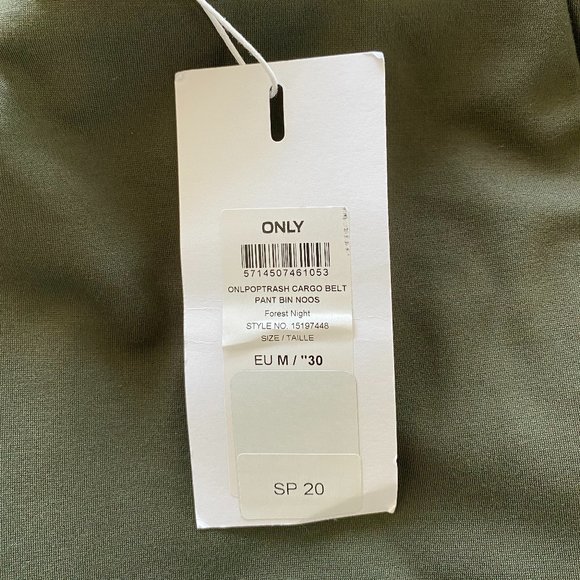 ONLY
5714507461053
ONLPOPTRASH CARGO BELT
PANT BIN NOOS
Forest Night
STYLE NO. 15197448
SIZE / TAILLE
EU M / "30
SP 20